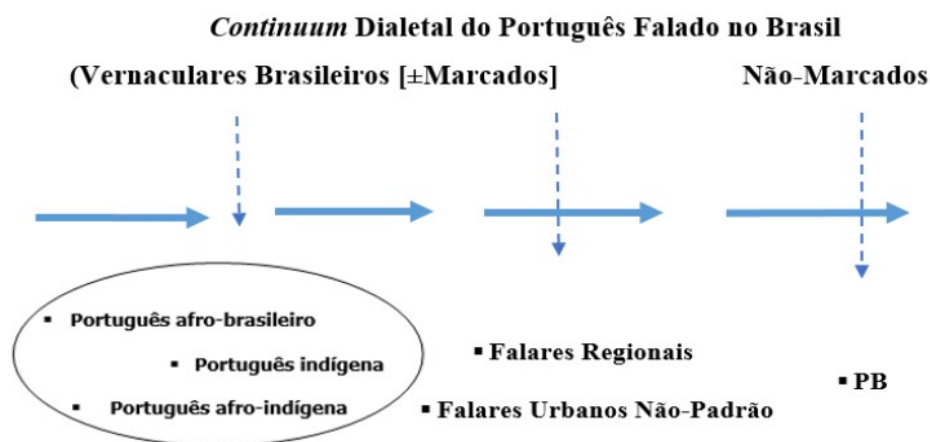 Continuum Dialetal do Português Falado no Brasil
(Vernaculares Brasileiros [±Marcados] Não-Marcados
▪ Português afro-brasileiro
▪ Português indígena
▪ Português afro-indígena
▪ Falares Regionais
▪ Falares Urbanos Não-Padrão
▪ PB